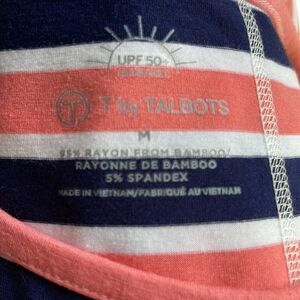 UPF 50+
T by TALBOTS
M
95% RAYON FROM BAMBOO/
RAYONNE DE BAMBOO
5% SPANDEX
MADE IN VIETNAM/FABRIQUÉ AU VIETNAM